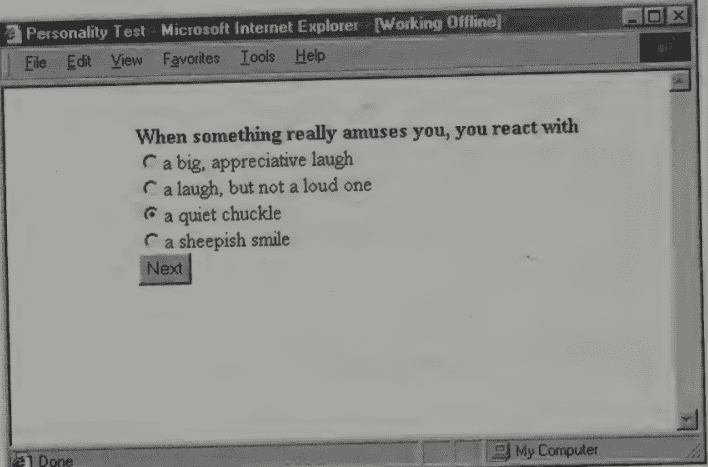 Personality Test - Microsoft Internet Explorer - [Working Offline]
File Edit View Favorites Tools Help
When something really amuses you, you react with
a big, appreciative laugh
a laugh, but not a loud one
a quiet chuckle
a sheepish smile
Next
Done
My Computer